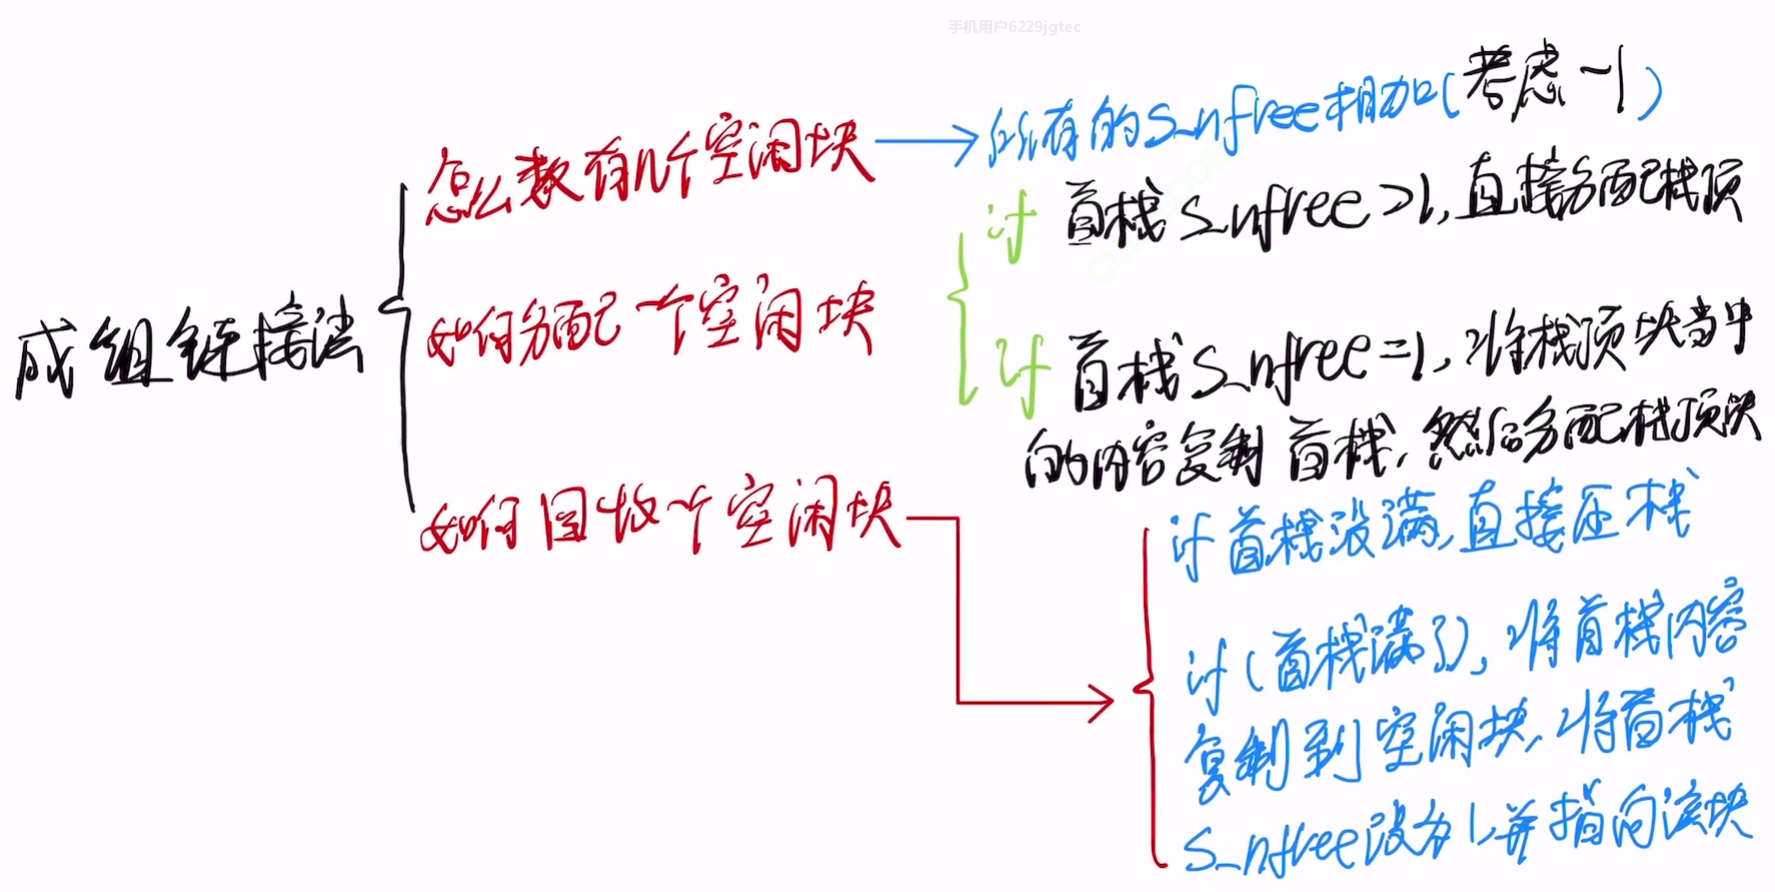 手机用户6229jgtec
成组链接法
怎么数有几个空闲块
所有的s_nfree相加(考虑-1)
如何分配一个空闲块
if 首栈s_nfree>1,直接分配栈顶
if 首栈s_nfree=1,将栈顶块当中
的内容复制首栈,然后分配栈顶块
如何回收个空闲块
if首栈没满,直接压栈
if(首栈满了),将首栈内容
复制到空闲块,将首栈
s_nfree设为1,并指向该块